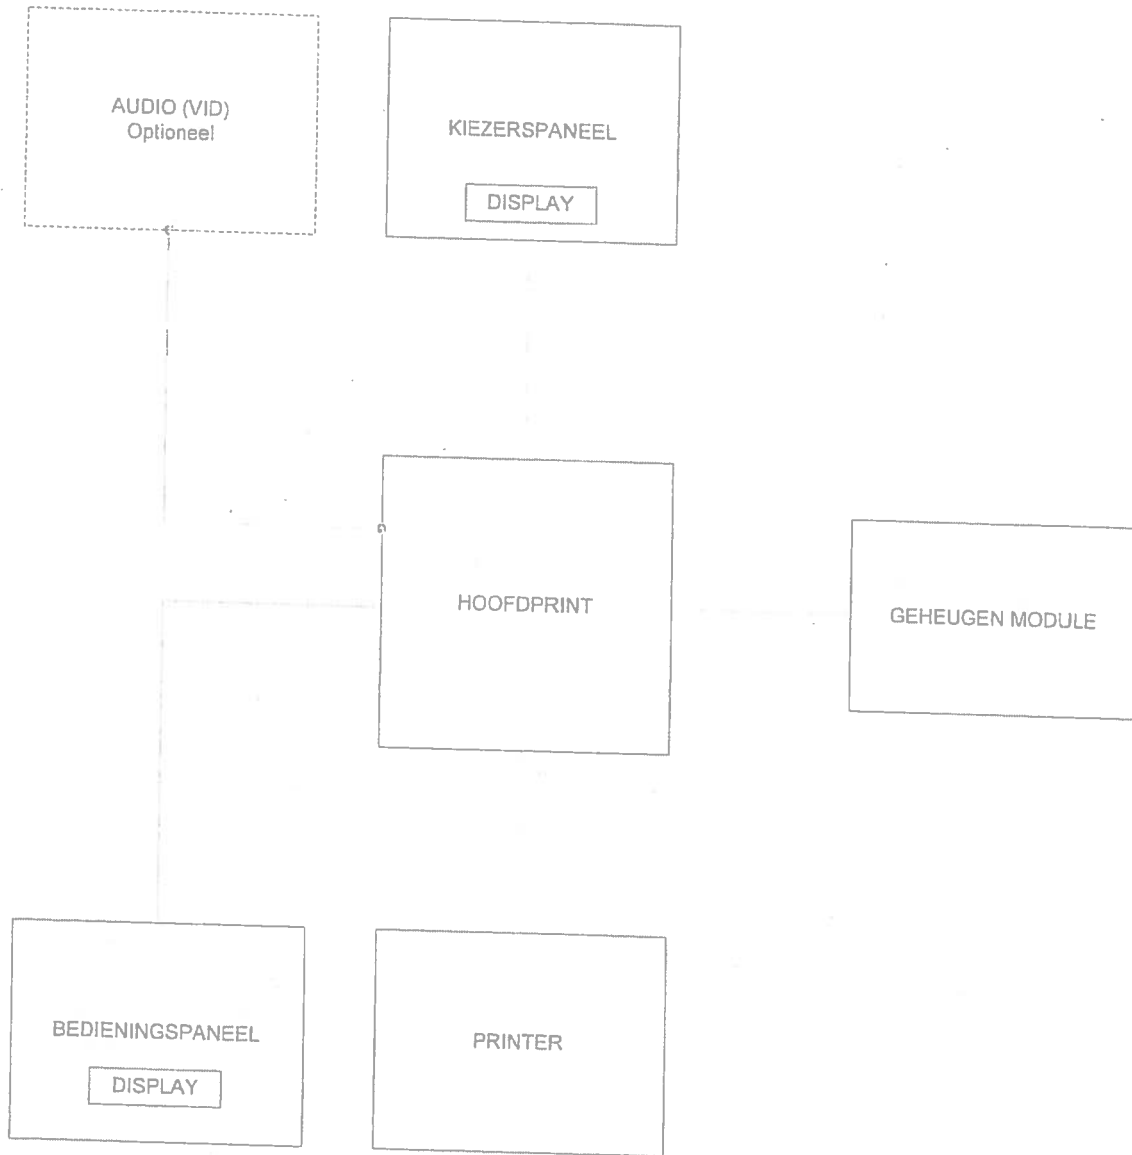 AUDIO (VID)
Optioneel
KIEZERSPANEEL
DISPLAY
HOOFDPRINT
GEHEUGEN MODULE
BEDIENINGSPANEEL
DISPLAY
PRINTER